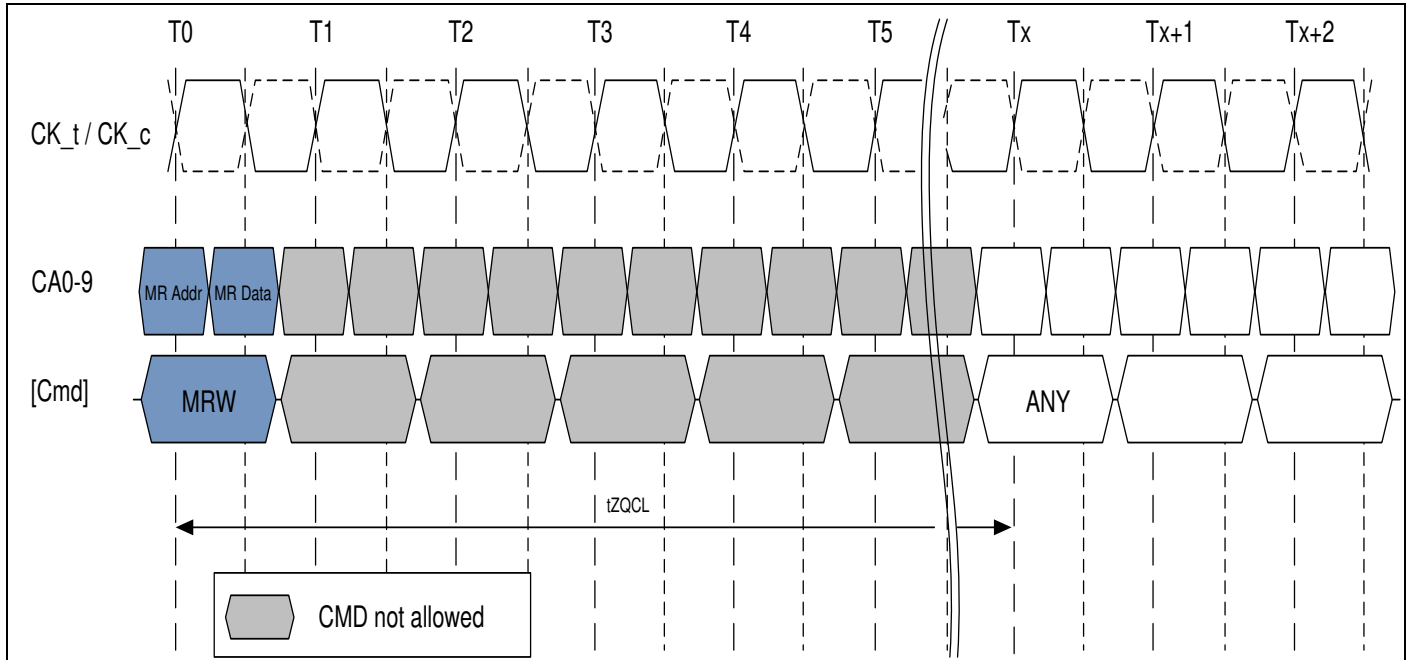 T0 T1 T2 T3 T4 T5 Tx Tx+1 Tx+2
CK_t / CK_c
CA0-9 MR Addr MR Data
[Cmd] MRW ANY
tZQCL
CMD not allowed